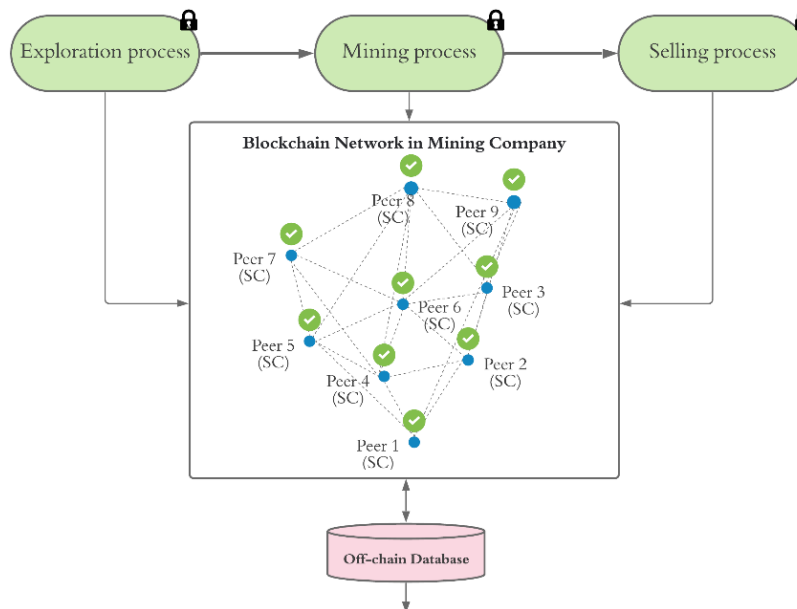 Exploration process
Mining process
Selling process
Blockchain Network in Mining Company
Peer 8
(SC)
Peer 9
(SC)
Peer 7
(SC)
Peer 3
(SC)
Peer 6
(SC)
Peer 5
(SC)
Peer 2
(SC)
Peer 4
(SC)
Peer 1
(SC)
Off-chain Database